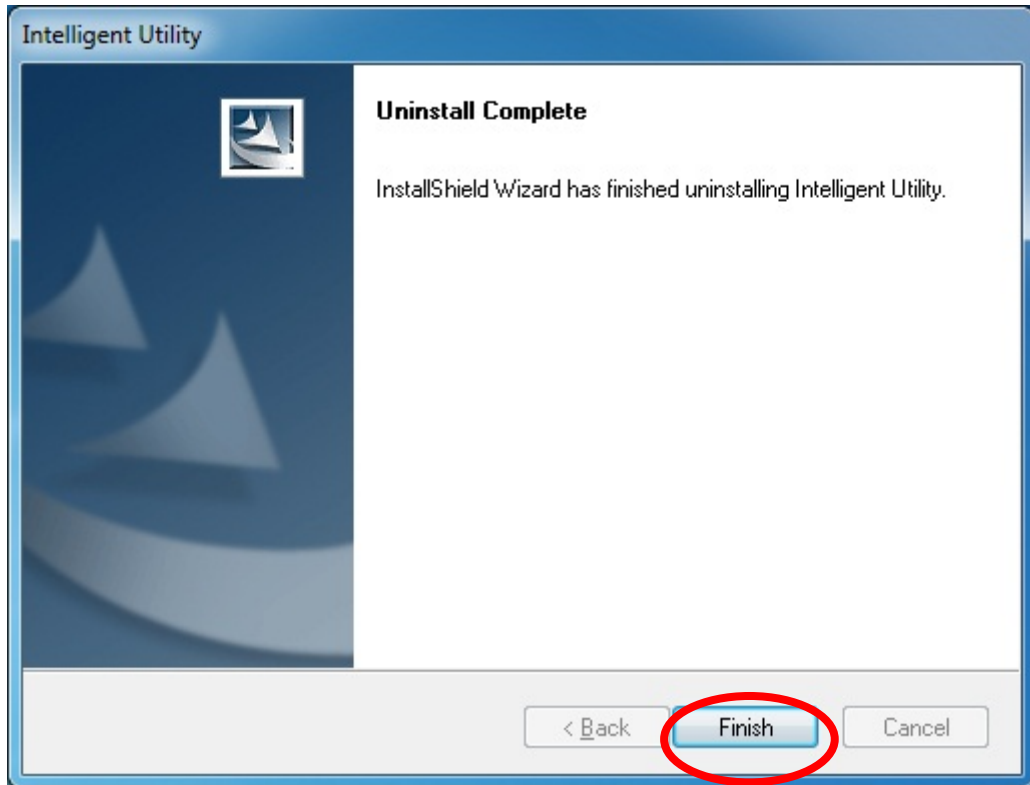 Intelligent Utility
Uninstall Complete
InstallShield Wizard has finished uninstalling Intelligent Utility.
< Back
Finish
Cancel